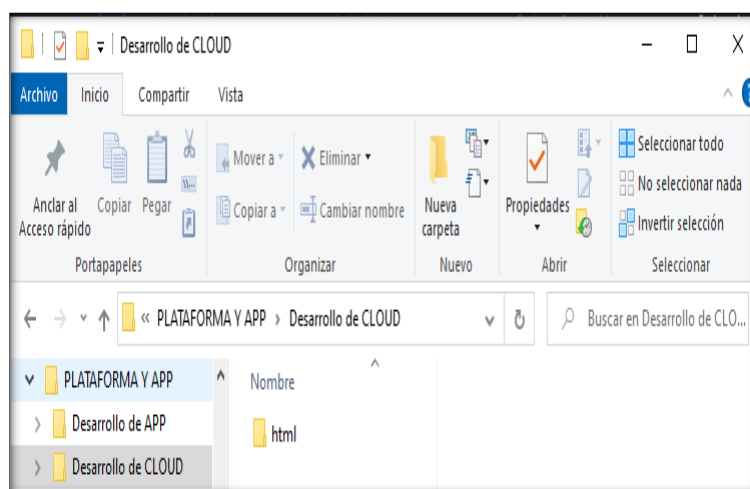 Desarrollo de CLOUD
Archivo Inicio Compartir Vista
Anclar al Acceso rápido
Copiar
Pegar
Portapapeles
Mover a
Copiar a
Eliminar
Cambiar nombre
Organizar
Nueva carpeta
Nuevo
Propiedades
Abrir
Seleccionar todo
No seleccionar nada
Invertir selección
Seleccionar
« PLATAFORMA Y APP > Desarrollo de CLOUD
Buscar en Desarrollo de CLO...
PLATAFORMA Y APP
Desarrollo de APP
Desarrollo de CLOUD
Nombre
html